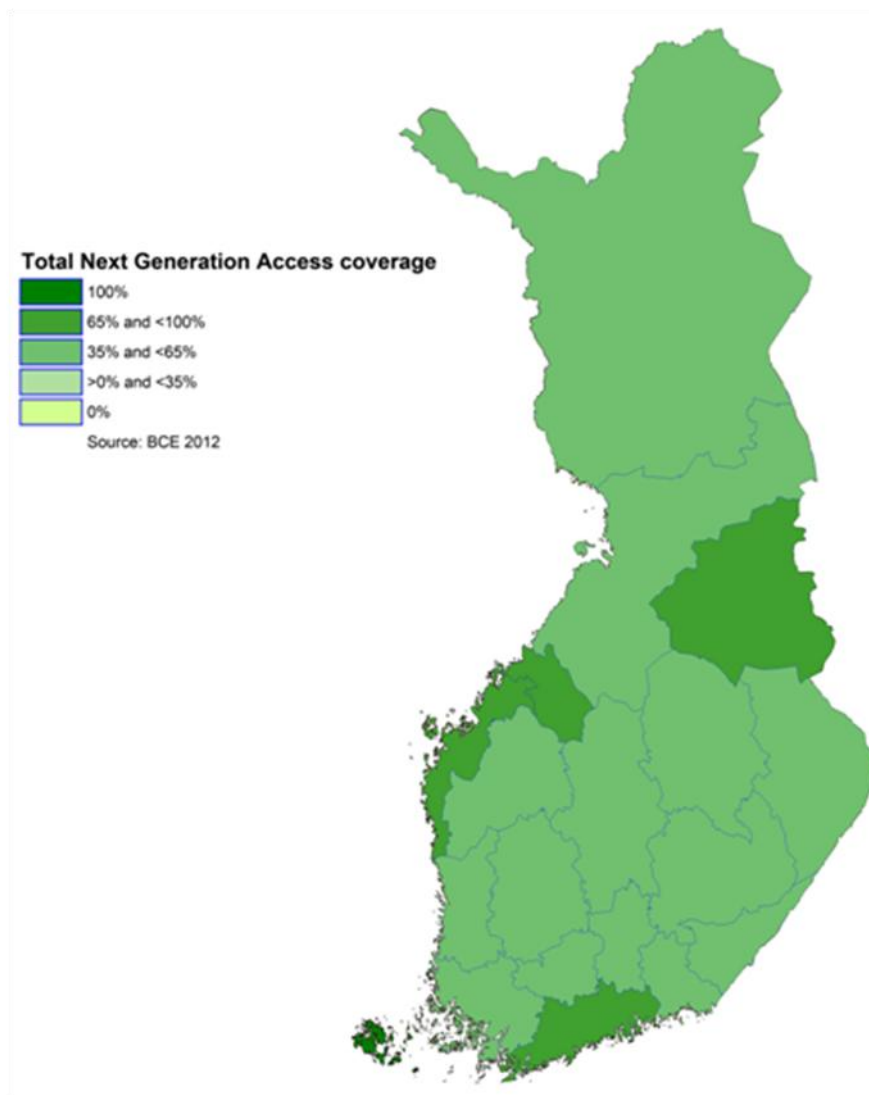 Total Next Generation Access coverage
100%
65% and <100%
35% and <65%
>0% and <35%
0%
Source: BCE 2012